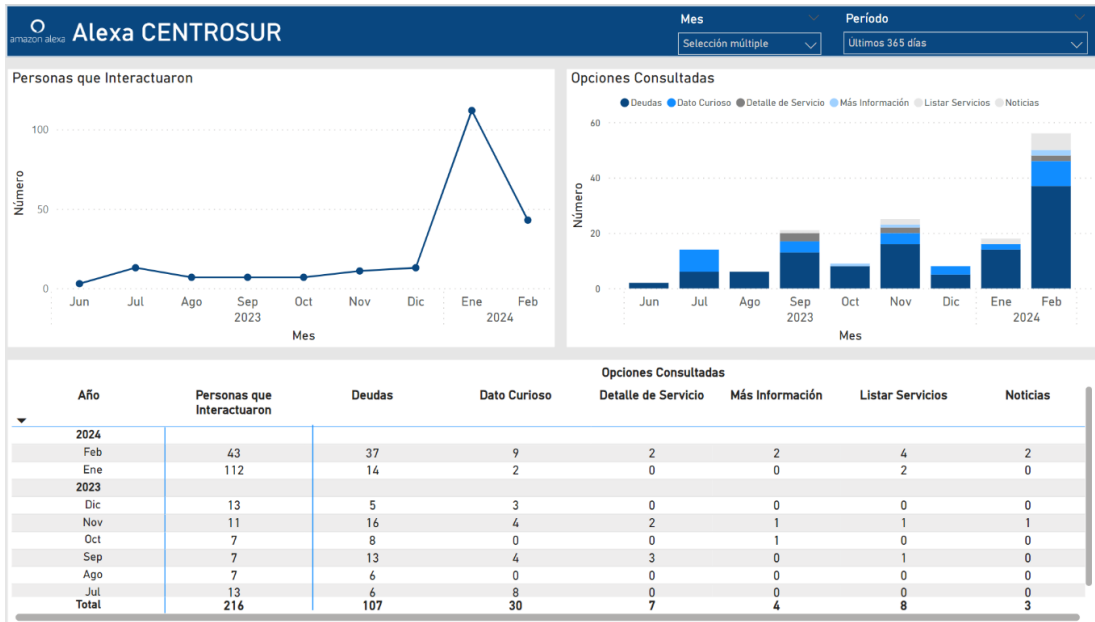 amazon alexa Alexa CENTROSUR
Mes
Selección múltiple
Período
Últimos 365 días
Personas que Interactuaron
Número
100
50
0
Jun Jul Ago Sep Oct Nov Dic Ene Feb
2023 2024
Mes
Opciones Consultadas
Deudas Dato Curioso Detalle de Servicio Más Información Listar Servicios Noticias
Número
60
40
20
0
Jun Jul Ago Sep Oct Nov Dic Ene Feb
2023 2024
Mes
Opciones Consultadas
Año Personas que Interactuaron Deudas Dato Curioso Detalle de Servicio Más Información Listar Servicios Noticias
2024
Feb 43 37 9 2 2 4 2
Ene 112 14 2 0 0 2 0
2023
Dic 13 5 3 0 0 0 0
Nov 11 16 4 2 1 1 1
Oct 7 8 0 0 1 0 0
Sep 7 13 4 3 0 1 0
Ago 7 6 0 0 0 0 0
Jul 13 6 8 0 0 0 0
Total 216 107 30 7 4 8 3